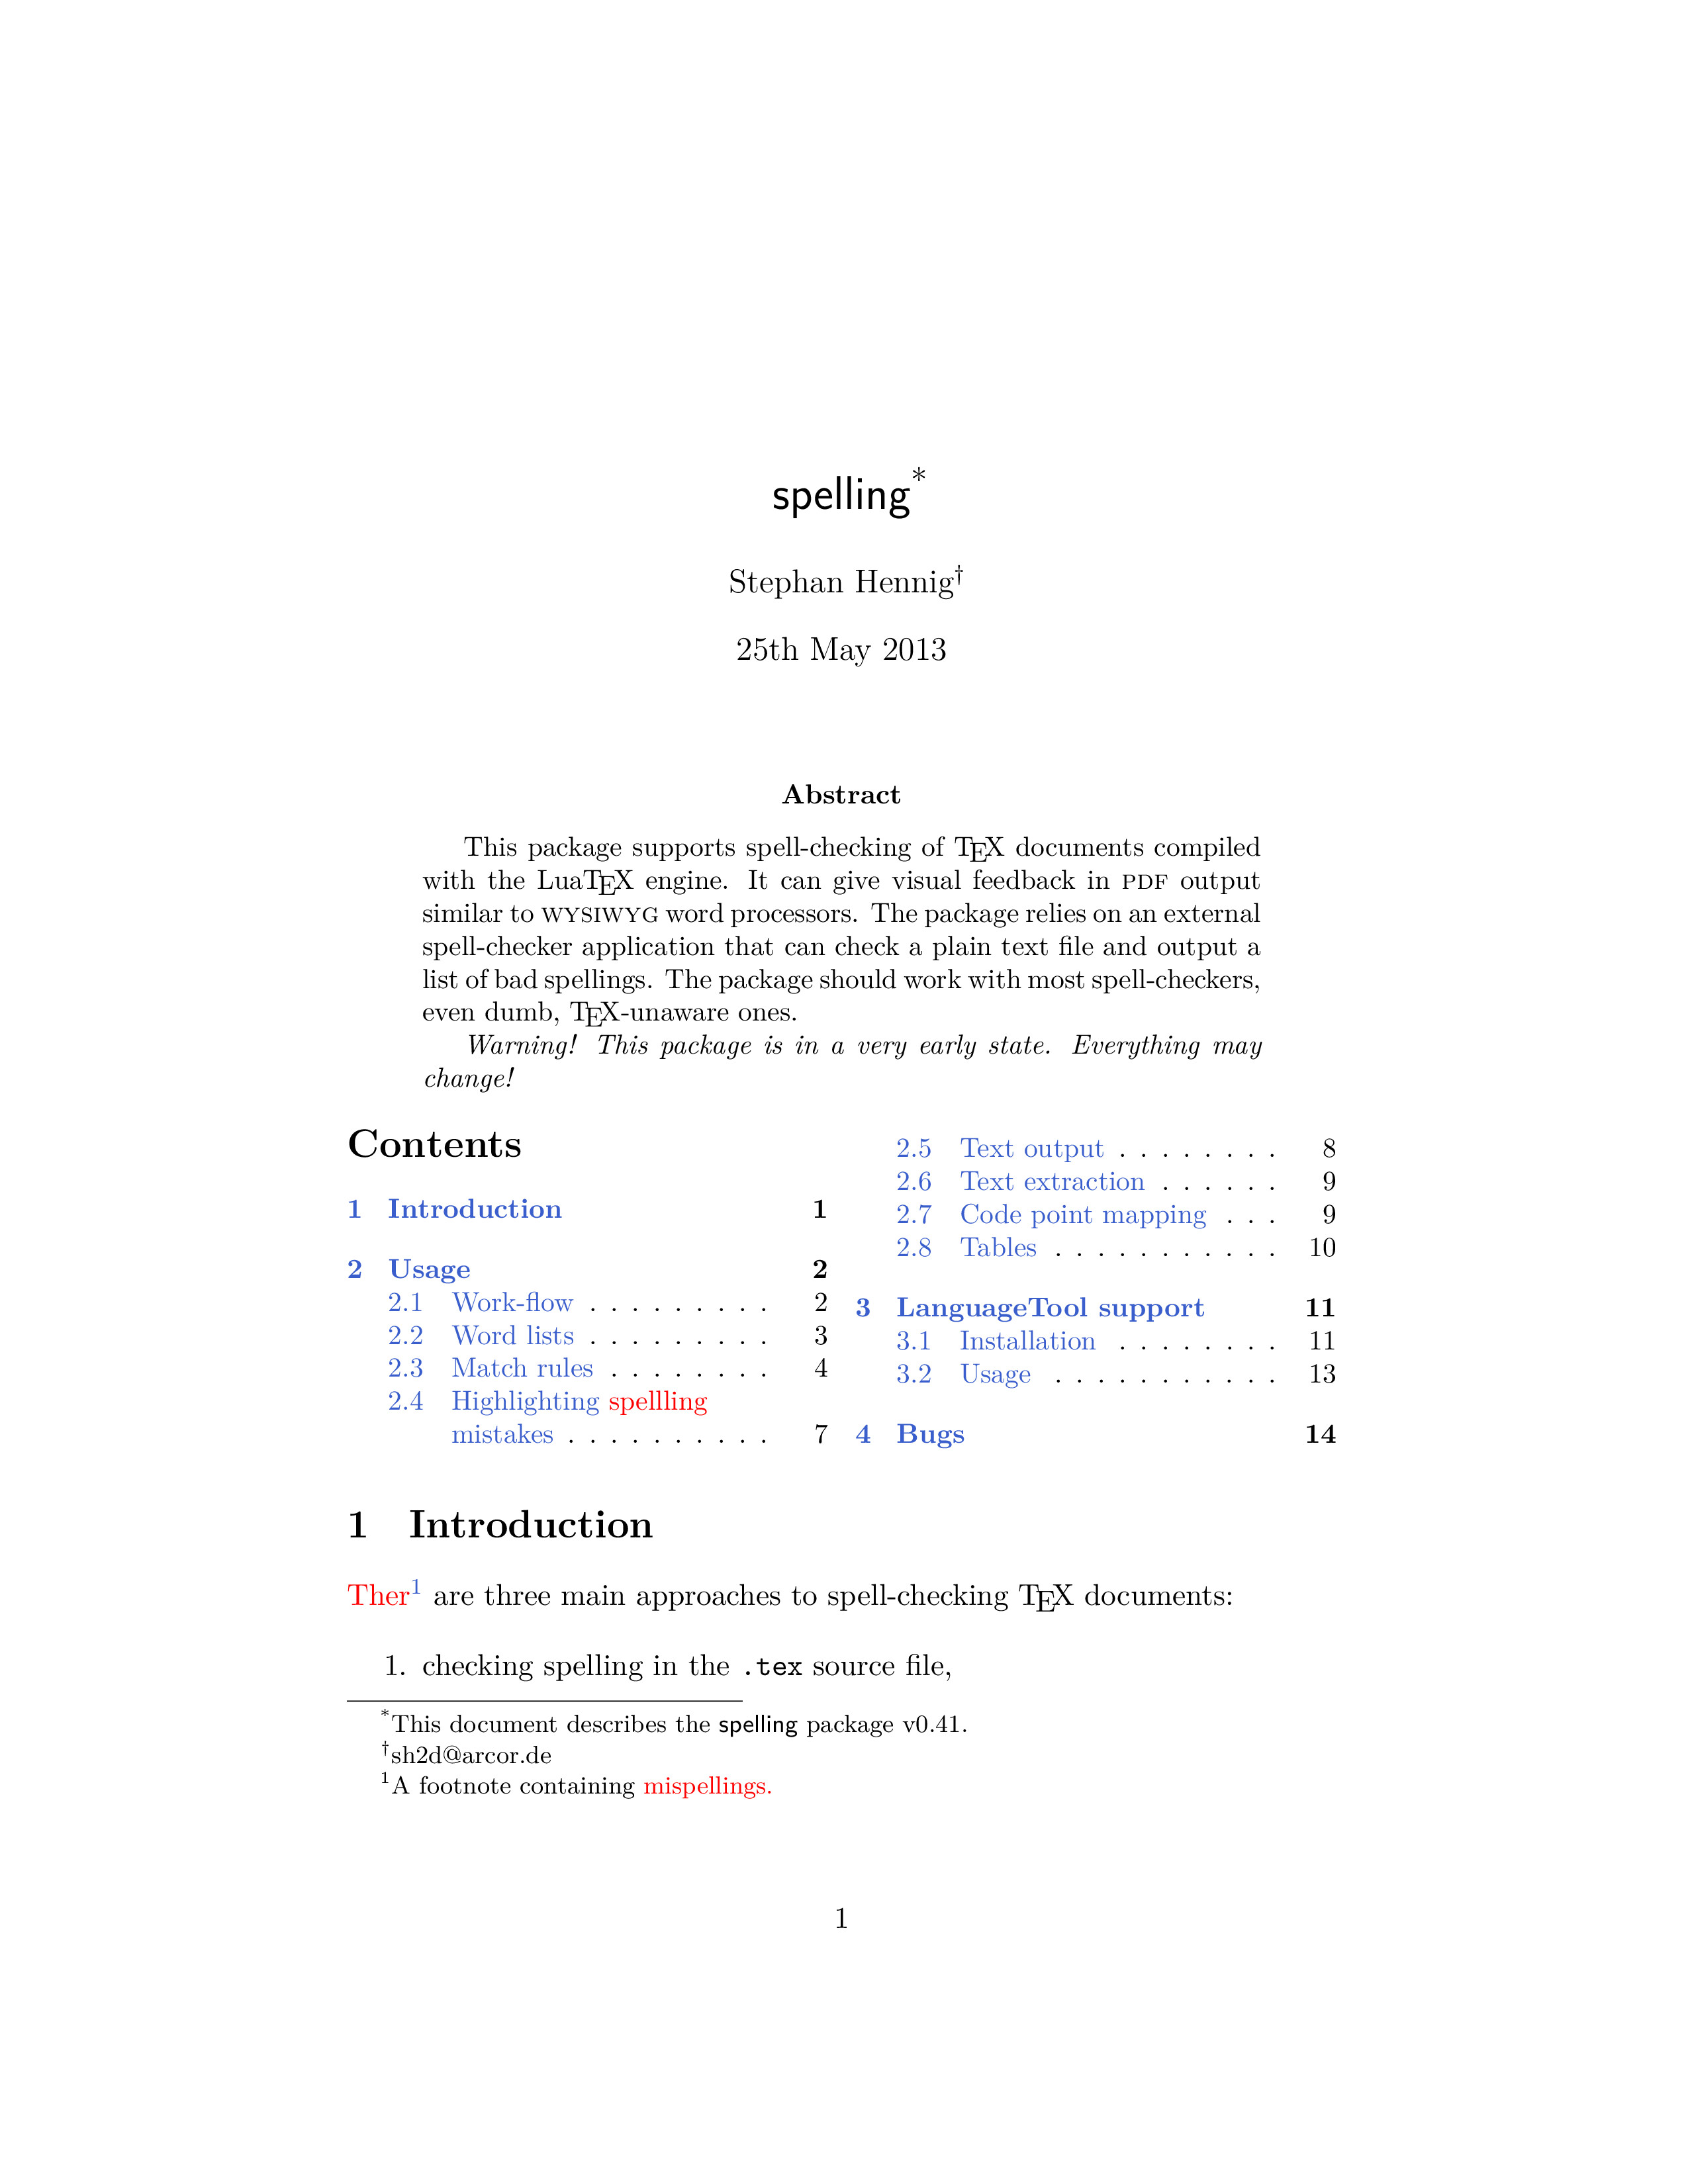 spelling*
Stephan Hennig†
25th May 2013
Abstract
This package supports spell-checking of TEX documents compiled
with the LuaTEX engine. It can give visual feedback in PDF output
similar to WYSIWYG word processors. The package relies on an external
spell-checker application that can check a plain text file and output a
list of bad spellings. The package should work with most spell-checkers,
even dumb, TEX-unaware ones.
Warning! This package is in a very early state. Everything may
change!
Contents
1 Introduction 1
2 Usage 2
2.1 Work-flow . . . . . . . . . 2
2.2 Word lists . . . . . . . . . 3
2.3 Match rules . . . . . . . . 4
2.4 Highlighting spellling
mistakes . . . . . . . . . . 7
2.5 Text output . . . . . . . . 8
2.6 Text extraction . . . . . . 9
2.7 Code point mapping . . . 9
2.8 Tables . . . . . . . . . . . 10
3 LanguageTool support 11
3.1 Installation . . . . . . . . 11
3.2 Usage . . . . . . . . . . . 13
4 Bugs 14
1 Introduction
Ther¹ are three main approaches to spell-checking TEX documents:
1. checking spelling in the .tex source file,
*This document describes the spelling package v0.41.
†sh2d@arcor.de
¹A footnote containing mispellings.
1